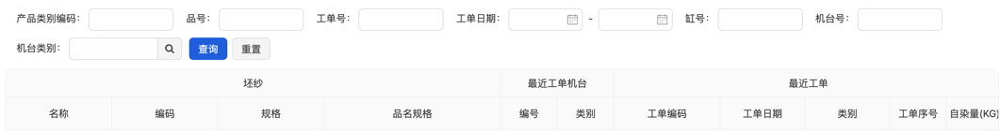 产品类别编码： 品号： 工单号： 工单日期： - 缸号： 机台号：
机台类别： 查询 重置
坯纱 最近工单机台 最近工单
名称 编码 规格 品名规格 编号 类别 工单编码 工单日期 类别 工单序号 自染量(KG)